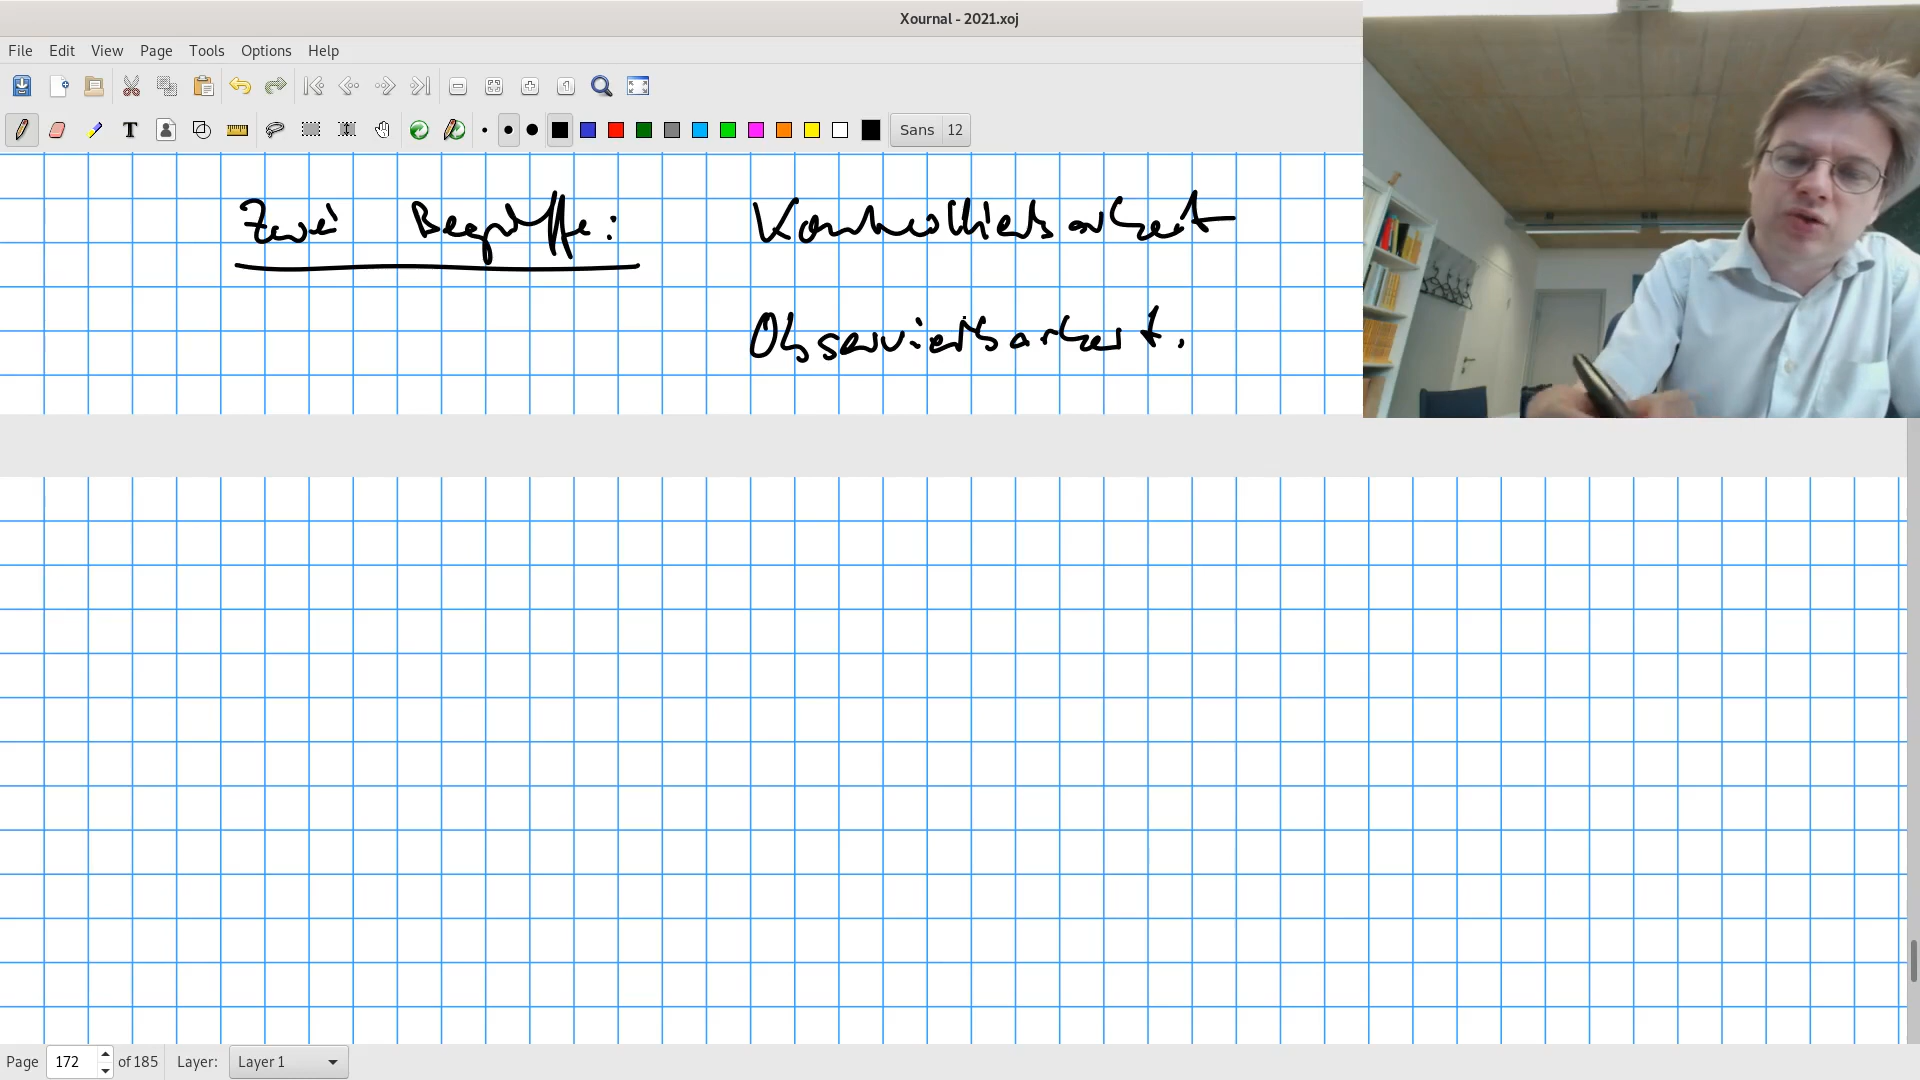 Xournal - 2021.xoj
File Edit View Page Tools Options Help
Sans 12
Zwei Begriffe: Kontrollierbarkeit
Observierbarkeit.
Page 172 of 185 Layer: Layer 1